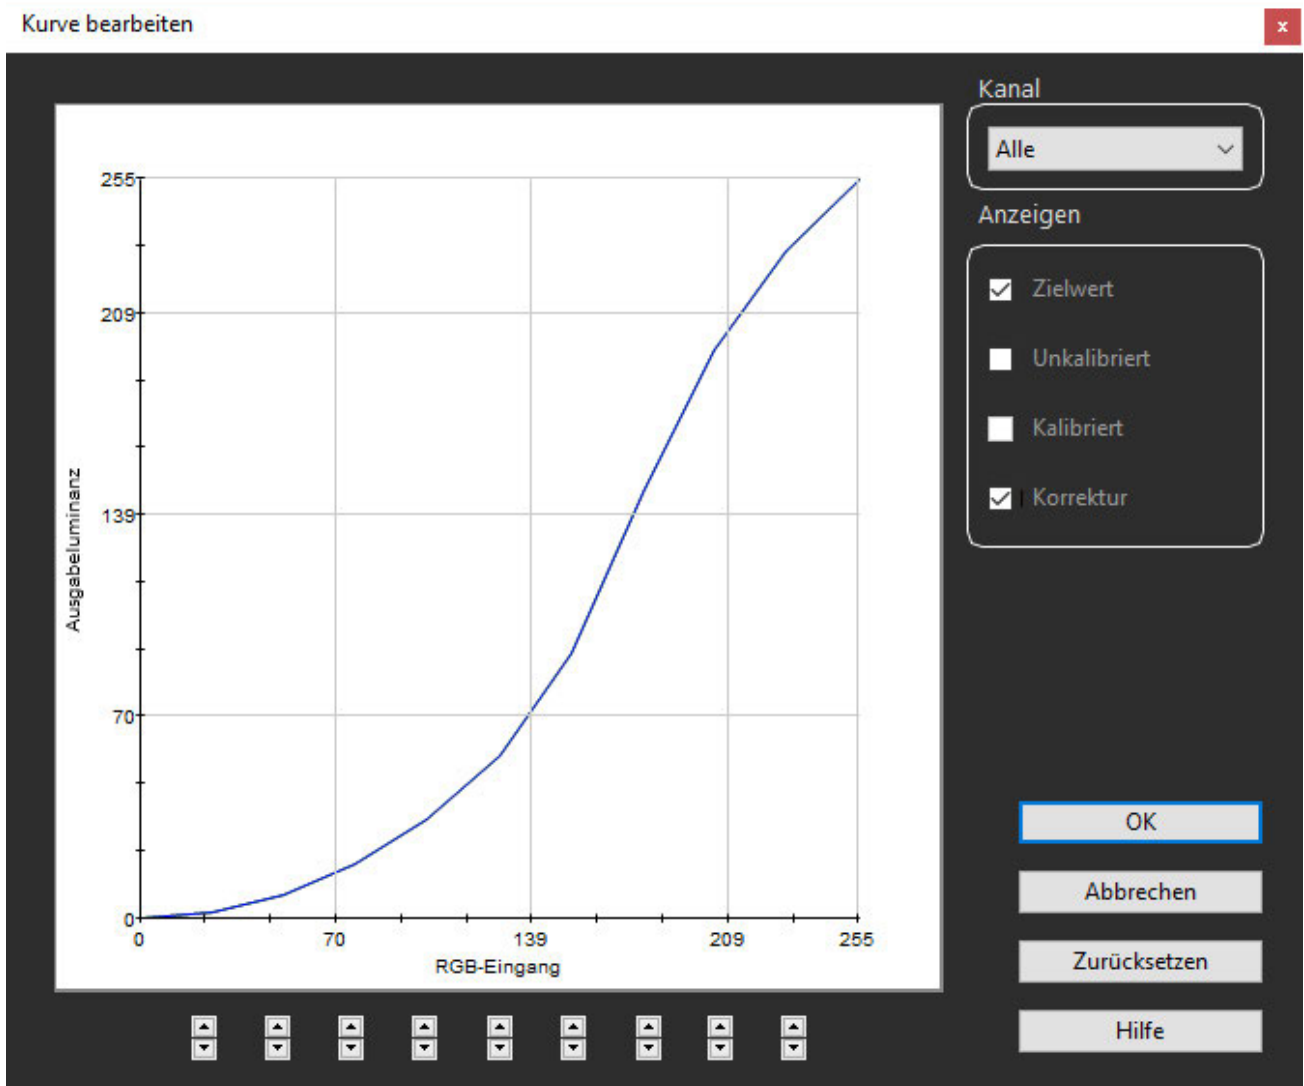 Kurve bearbeiten
x
Kanal
Alle
Anzeigen
Zielwert
Unkalibriert
Kalibriert
Korrektur
255
209
139
70
0
Ausgabeluminanz
0 70 139 209 255
RGB-Eingang
OK
Abbrechen
Zurücksetzen
Hilfe